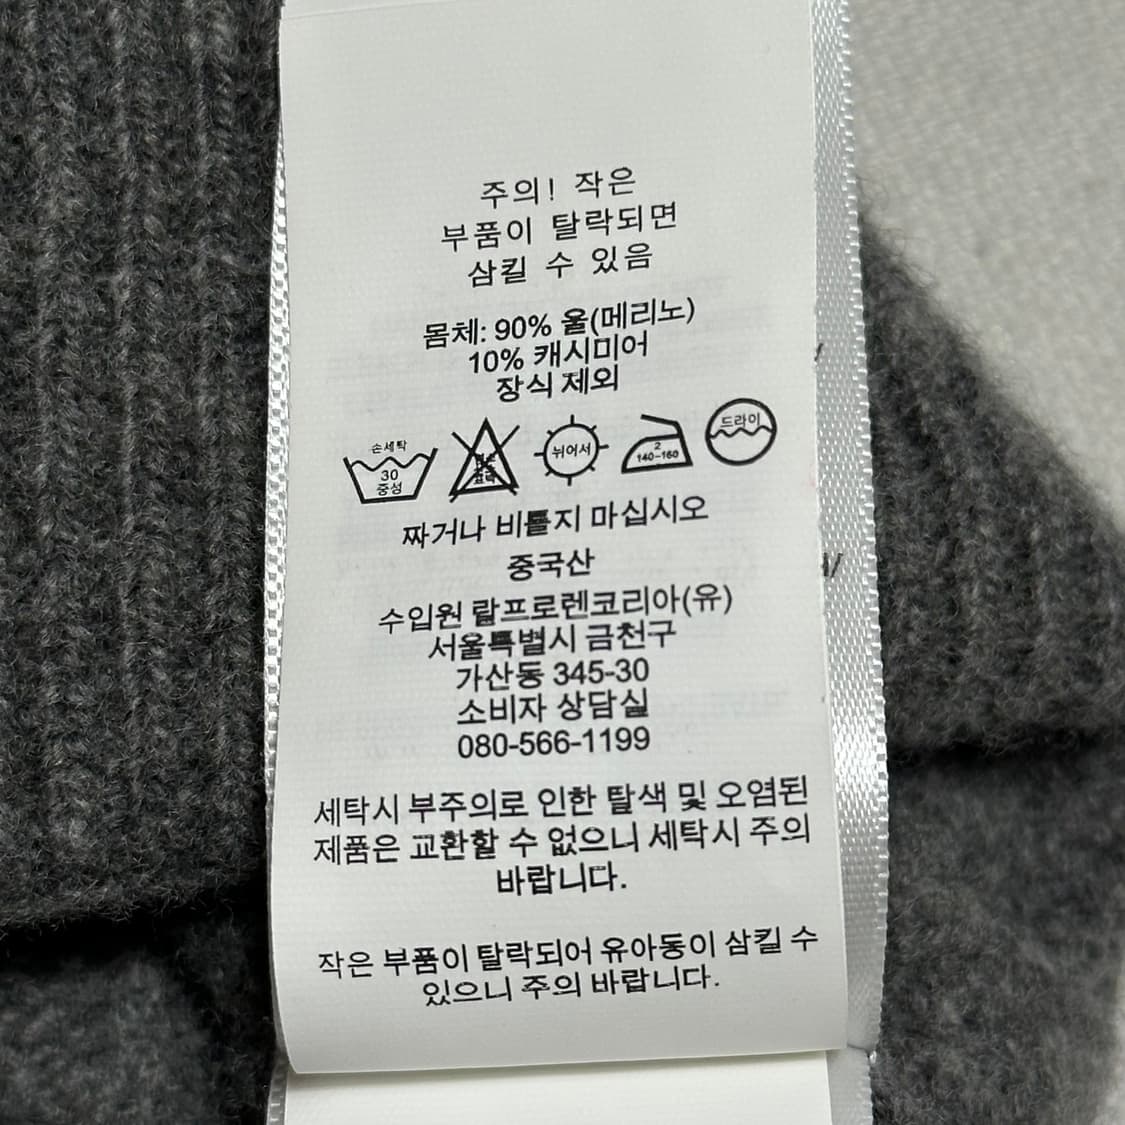 주의! 작은
부품이 탈락되면
삼킬 수 있음
몸체: 90% 울(메리노)
10% 캐시미어
장식 제외
손세탁
30
중성
뉘어서
2
140-160
드라이
짜거나 비틀지 마십시오
중국산
수입원 랄프로렌코리아(유)
서울특별시 금천구
가산동 345-30
소비자 상담실
080-566-1199
세탁시 부주의로 인한 탈색 및 오염된
제품은 교환할 수 없으니 세탁시 주의
바랍니다.
작은 부품이 탈락되어 유아동이 삼킬 수
있으니 주의 바랍니다.